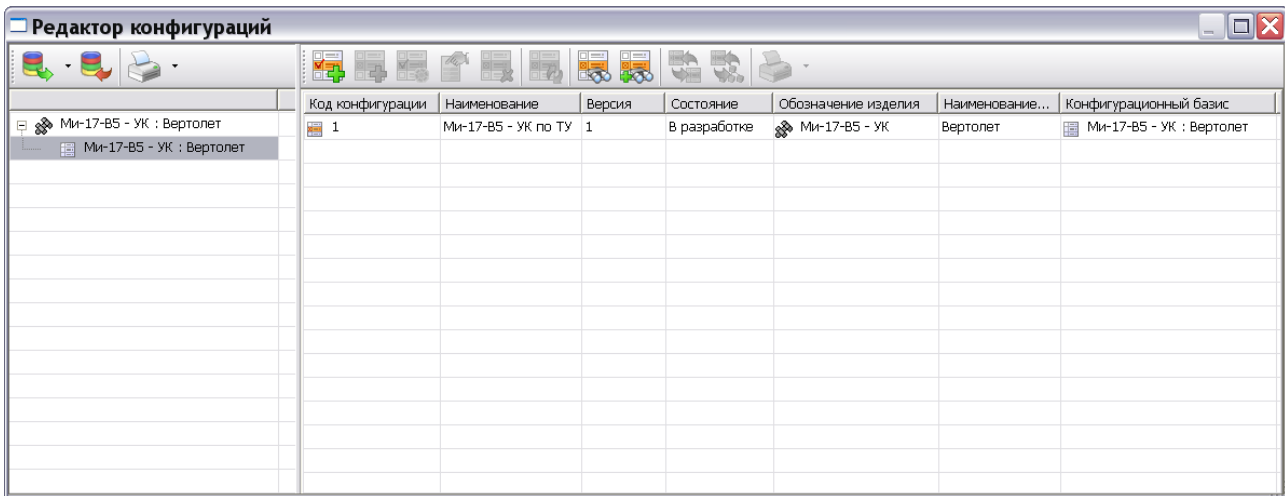 Редактор конфигураций
Код конфигурации Наименование Версия Состояние Обозначение изделия Наименование... Конфигурационный базис
Ми-17-В5 - УК : Вертолет
1 Ми-17-В5 - УК по ТУ 1 В разработке Ми-17-В5 - УК Вертолет Ми-17-В5 - УК : Вертолет
Ми-17-В5 - УК : Вертолет